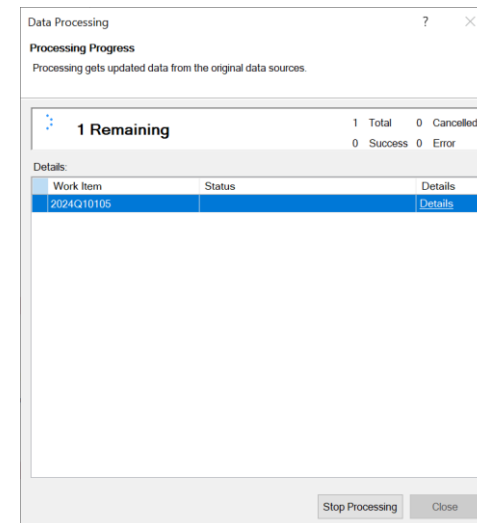 Data Processing ?
Processing Progress
Processing gets updated data from the original data sources.
1 Remaining
1 Total 0 Cancelled
0 Success 0 Error
Details:
Work Item Status Details
2024Q10105 Details
Stop Processing Close